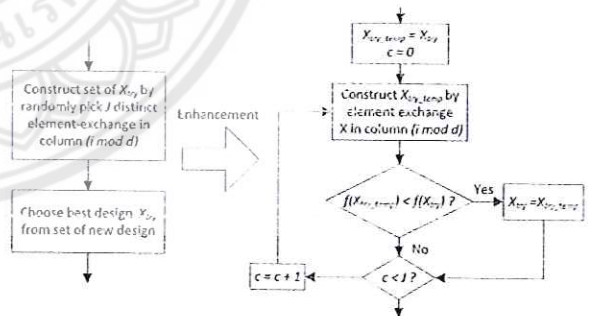 Construct set of X_try by
randomly pick J distinct
element-exchange in
column (i mod d)
Choose best design X_try
from set of new design
Enhancement
X_try_temp = X_try
c = 0
Construct X_try_temp by
element exchange
X in column (i mod d)
f(X_try_temp) < f(X_try) ?
Yes
X_try = X_try_temp
No
c < J ?
c = c + 1